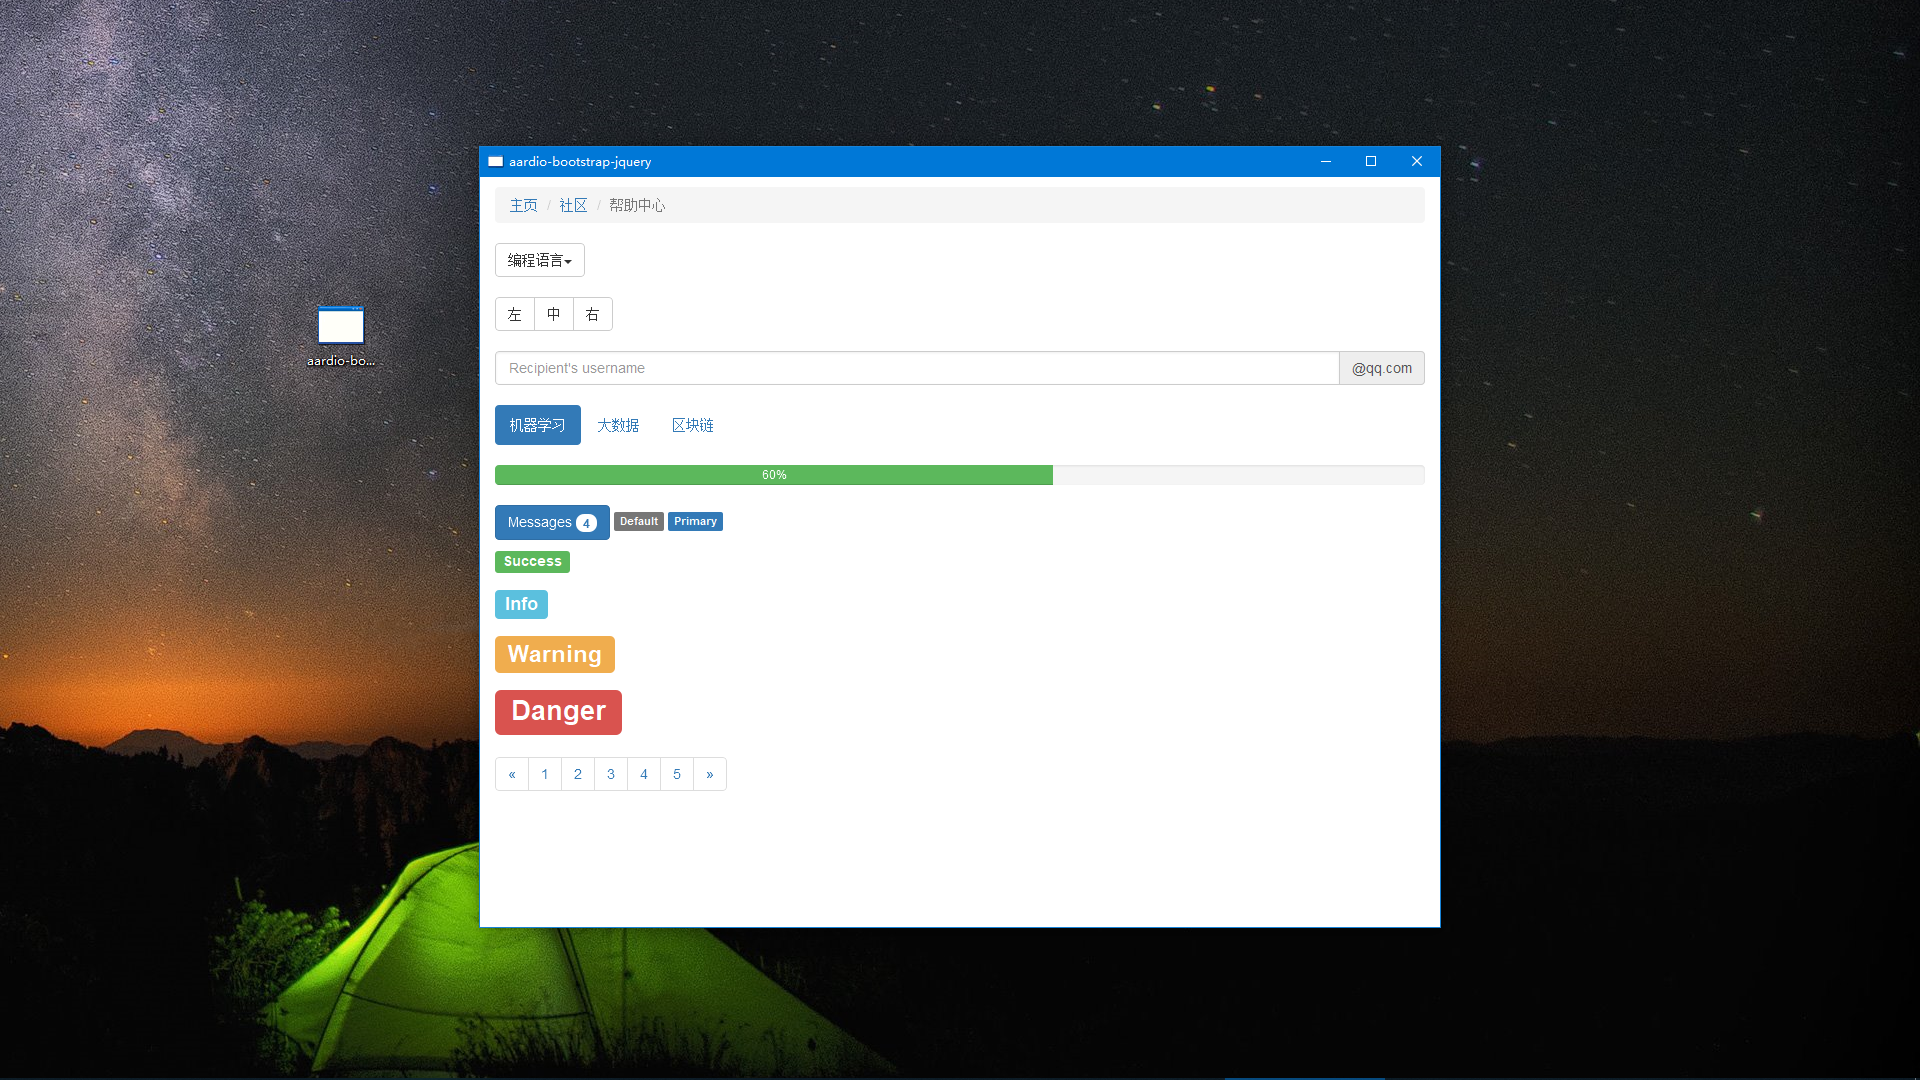 aardio-bootstrap-jquery
主页 / 社区 / 帮助中心
编程语言
左 中 右
aardio-bo...
Recipient's username @qq.com
机器学习 大数据 区块链
60%
Messages 4 Default Primary
Success
Info
Warning
Danger
« 1 2 3 4 5 »